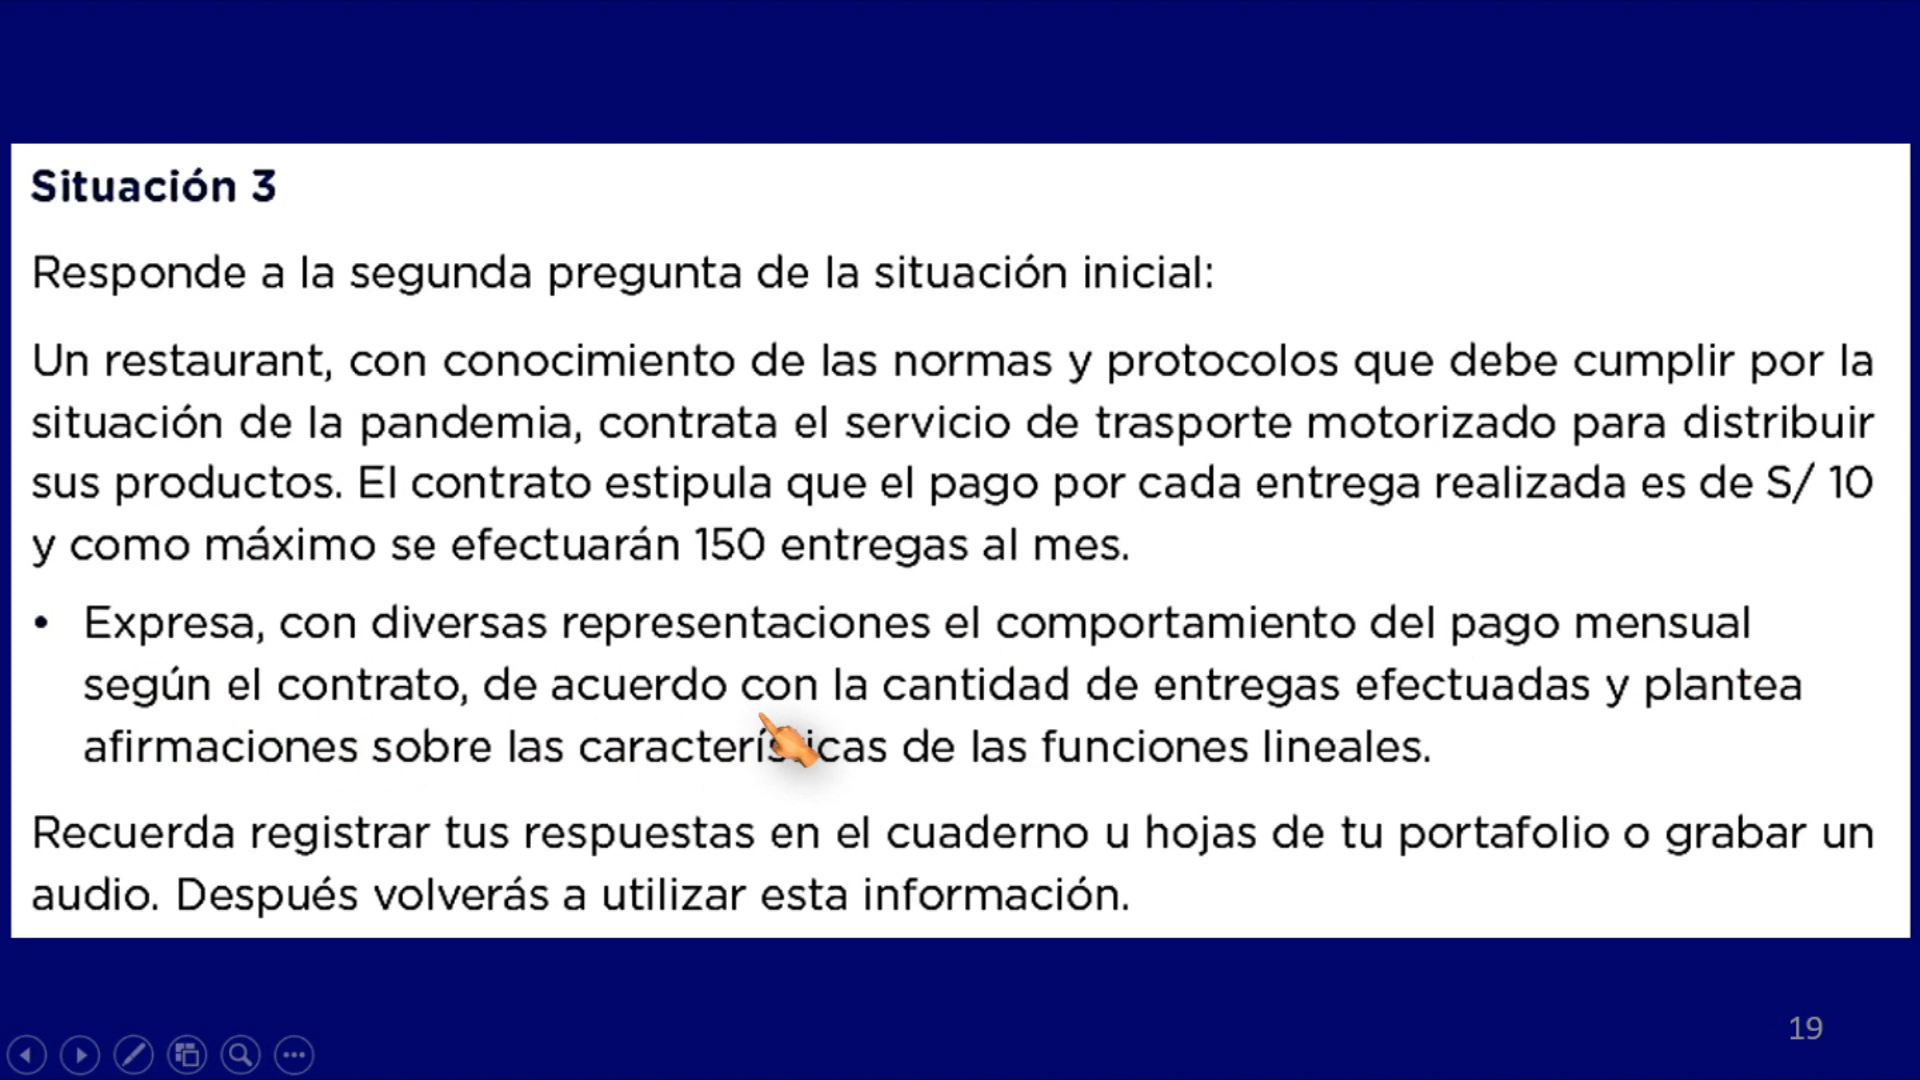 Situación 3
Responde a la segunda pregunta de la situación inicial:
Un restaurant, con conocimiento de las normas y protocolos que debe cumplir por la
situación de la pandemia, contrata el servicio de trasporte motorizado para distribuir
sus productos. El contrato estipula que el pago por cada entrega realizada es de S/ 10
y como máximo se efectuarán 150 entregas al mes.
• Expresa, con diversas representaciones el comportamiento del pago mensual
según el contrato, de acuerdo con la cantidad de entregas efectuadas y plantea
afirmaciones sobre las características de las funciones lineales.
Recuerda registrar tus respuestas en el cuaderno u hojas de tu portafolio o grabar un
audio. Después volverás a utilizar esta información.
19